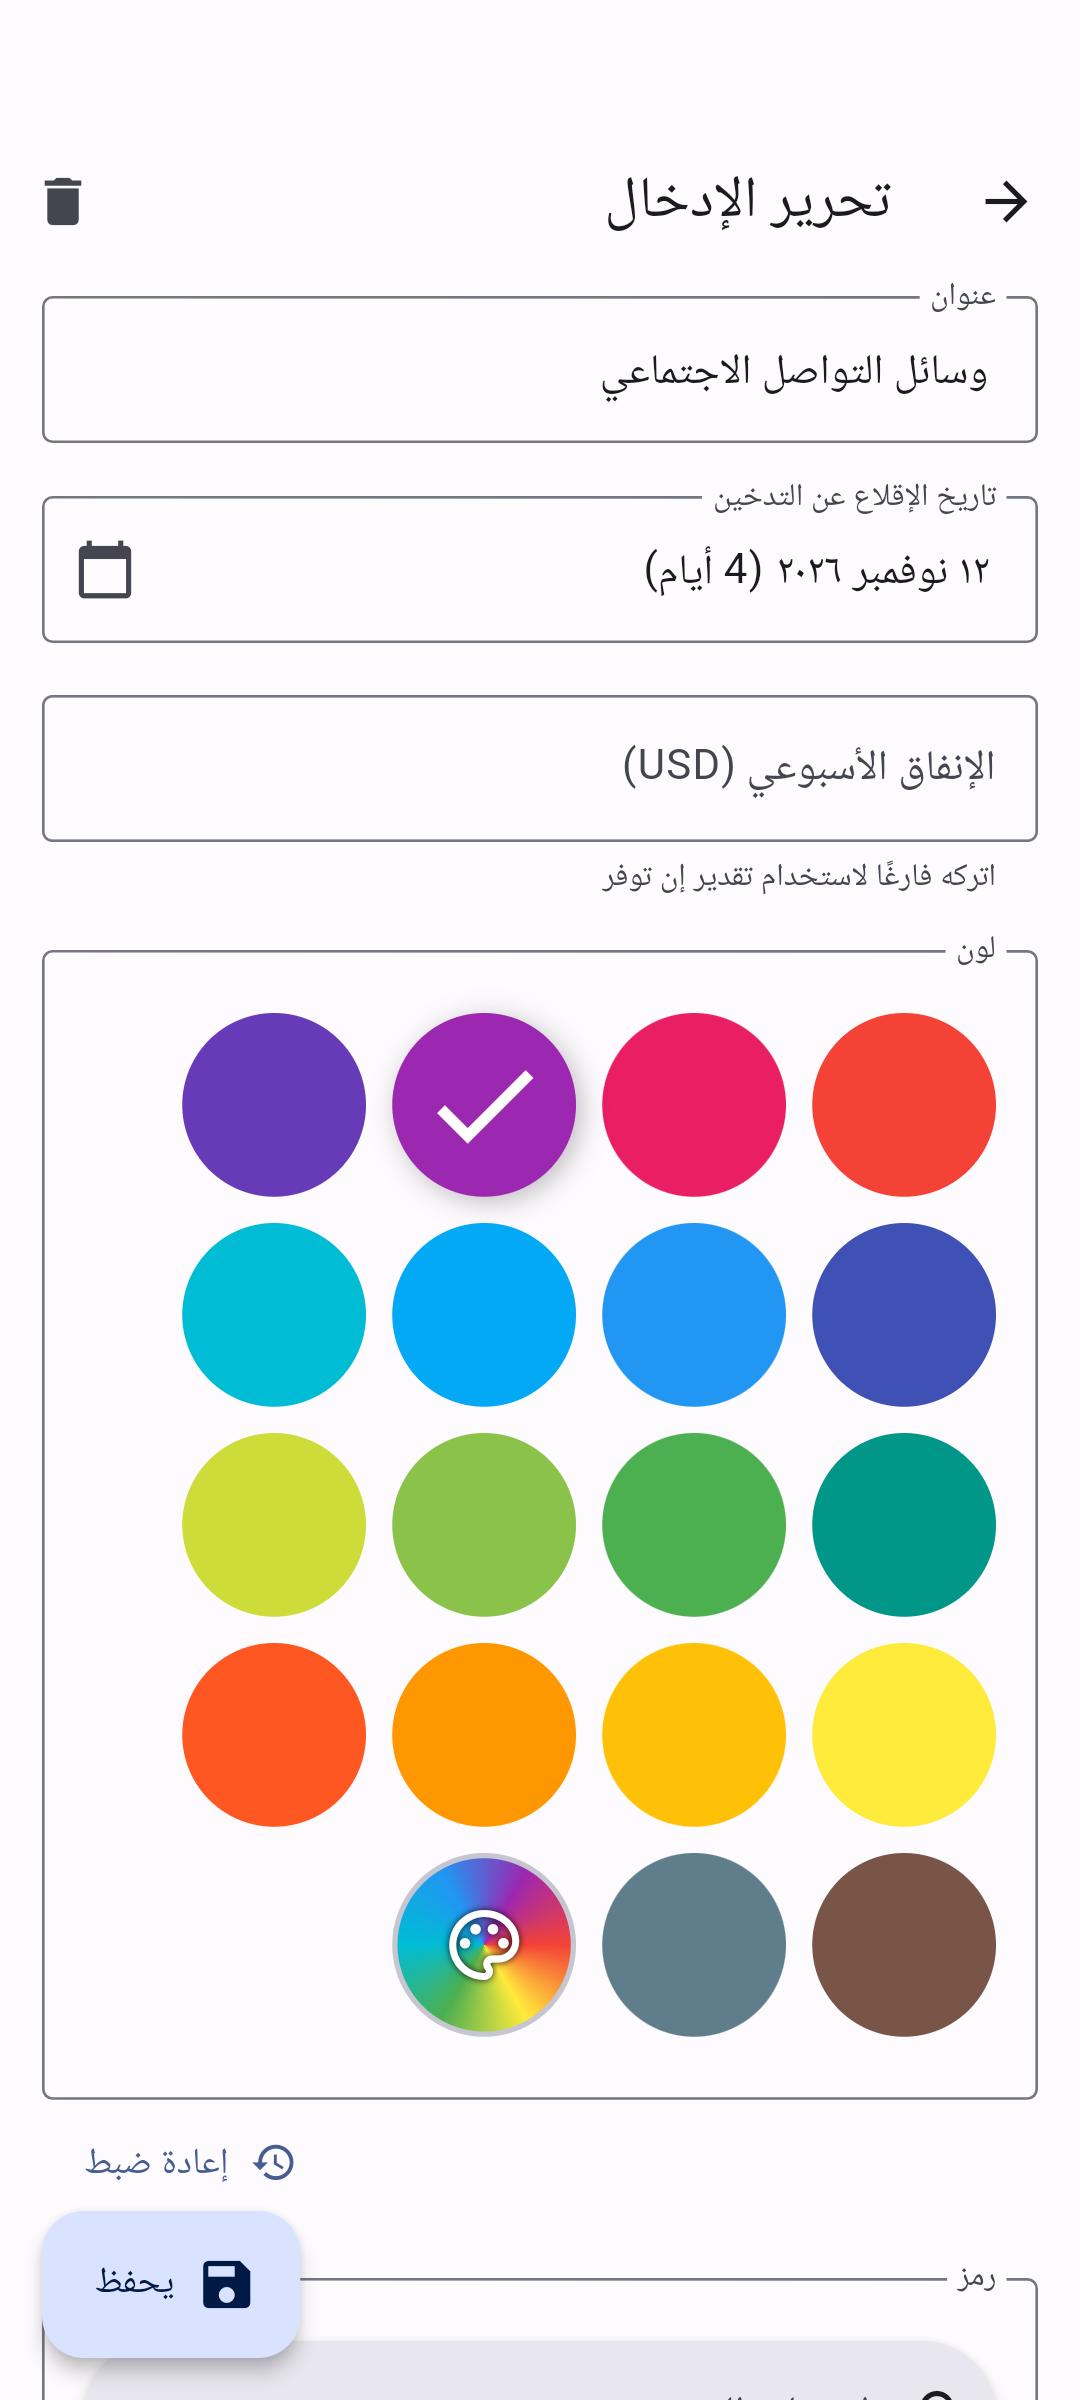 تحرير الإدخال
عنوان
وسائل التواصل الاجتماعي
تاريخ الإقلاع عن التدخين
١٢ نوفمبر ٢٠٢٦ (4 أيام)
الإنفاق الأسبوعي (USD)
اتركه فارغًا لاستخدام تقدير إن توفر
لون
إعادة ضبط
يحفظ
رمز